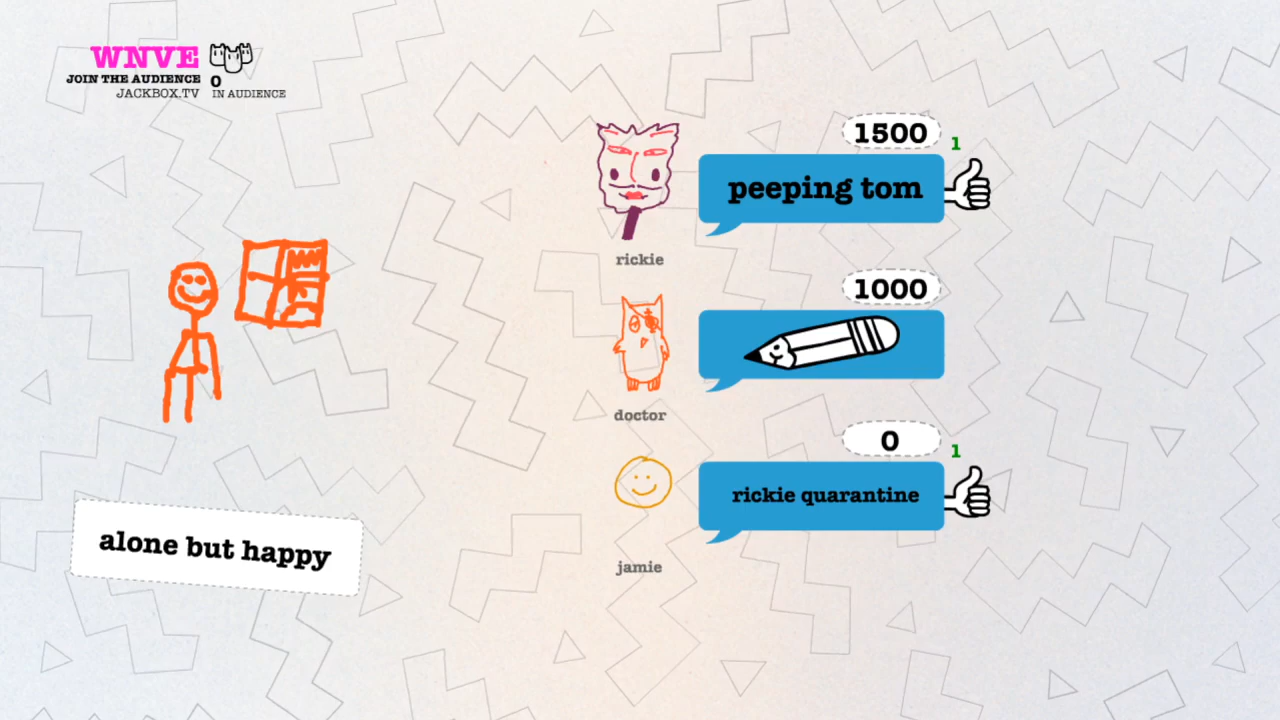 WNVE
JOIN THE AUDIENCE
JACKBOX.TV
0
IN AUDIENCE
1500
1
peeping tom
rickie
1000
doctor
0
1
rickie quarantine
jamie
alone but happy